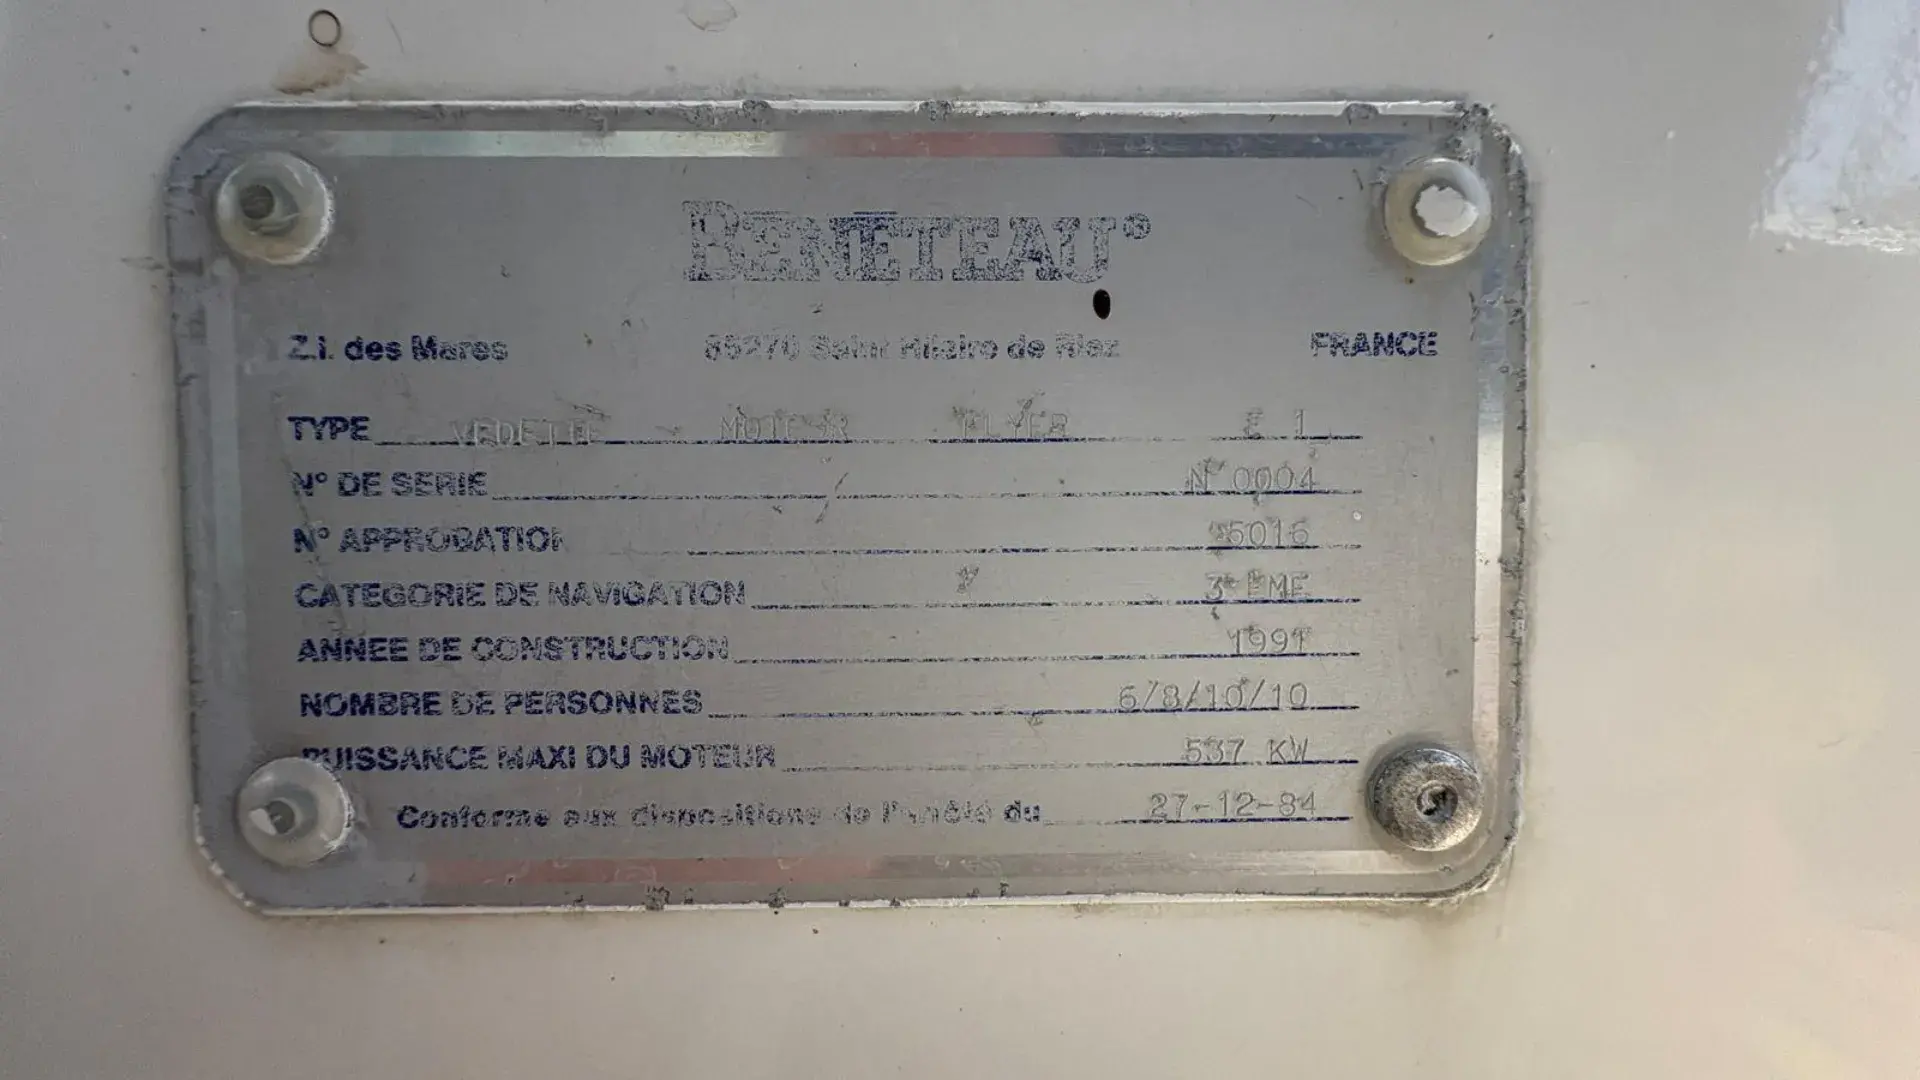 BENETEAU®
Z.I. des Mares 85270 Saint Hilaire de Riez FRANCE
TYPE VEDETTE MOTEUR FLYER E 1
N° DE SERIE N°0004
N° APPROBATION 5016
CATEGORIE DE NAVIGATION 3°EME
ANNEE DE CONSTRUCTION 1991
NOMBRE DE PERSONNES 6/8/10/10
PUISSANCE MAXI DU MOTEUR 537 KW
Conforme aux dispositions de l'arrêté du 27-12-84